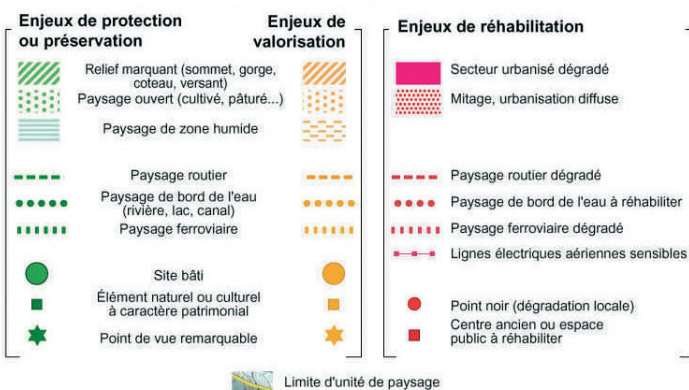 Enjeux de protection
ou préservation
Enjeux de
valorisation
Relief marquant (sommet, gorge,
coteau, versant)
Paysage ouvert (cultivé, pâturé...)
Paysage de zone humide
Paysage routier
Paysage de bord de l'eau
(rivière, lac, canal)
Paysage ferroviaire
Site bâti
Élément naturel ou culturel
à caractère patrimonial
Point de vue remarquable
Enjeux de réhabilitation
Secteur urbanisé dégradé
Mitage, urbanisation diffuse
Paysage routier dégradé
Paysage de bord de l'eau à réhabiliter
Paysage ferroviaire dégradé
Lignes électriques aériennes sensibles
Point noir (dégradation locale)
Centre ancien ou espace
public à réhabiliter
Limite d'unité de paysage